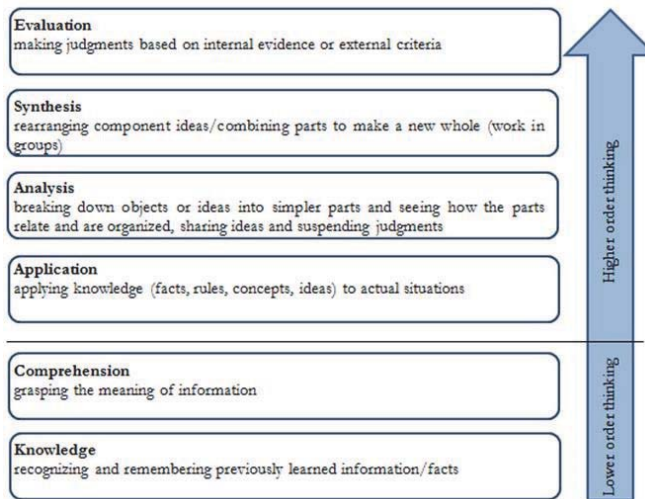 Evaluation
making judgments based on internal evidence or external criteria
Synthesis
rearranging component ideas/combining parts to make a new whole (work in
groups)
Analysis
breaking down objects or ideas into simpler parts and seeing how the parts
relate and are organized, sharing ideas and suspending judgments
Application
applying knowledge (facts, rules, concepts, ideas) to actual situations
Comprehension
grasping the meaning of information
Knowledge
recognizing and remembering previously learned information/facts
Higher order thinking
Lower order thinking